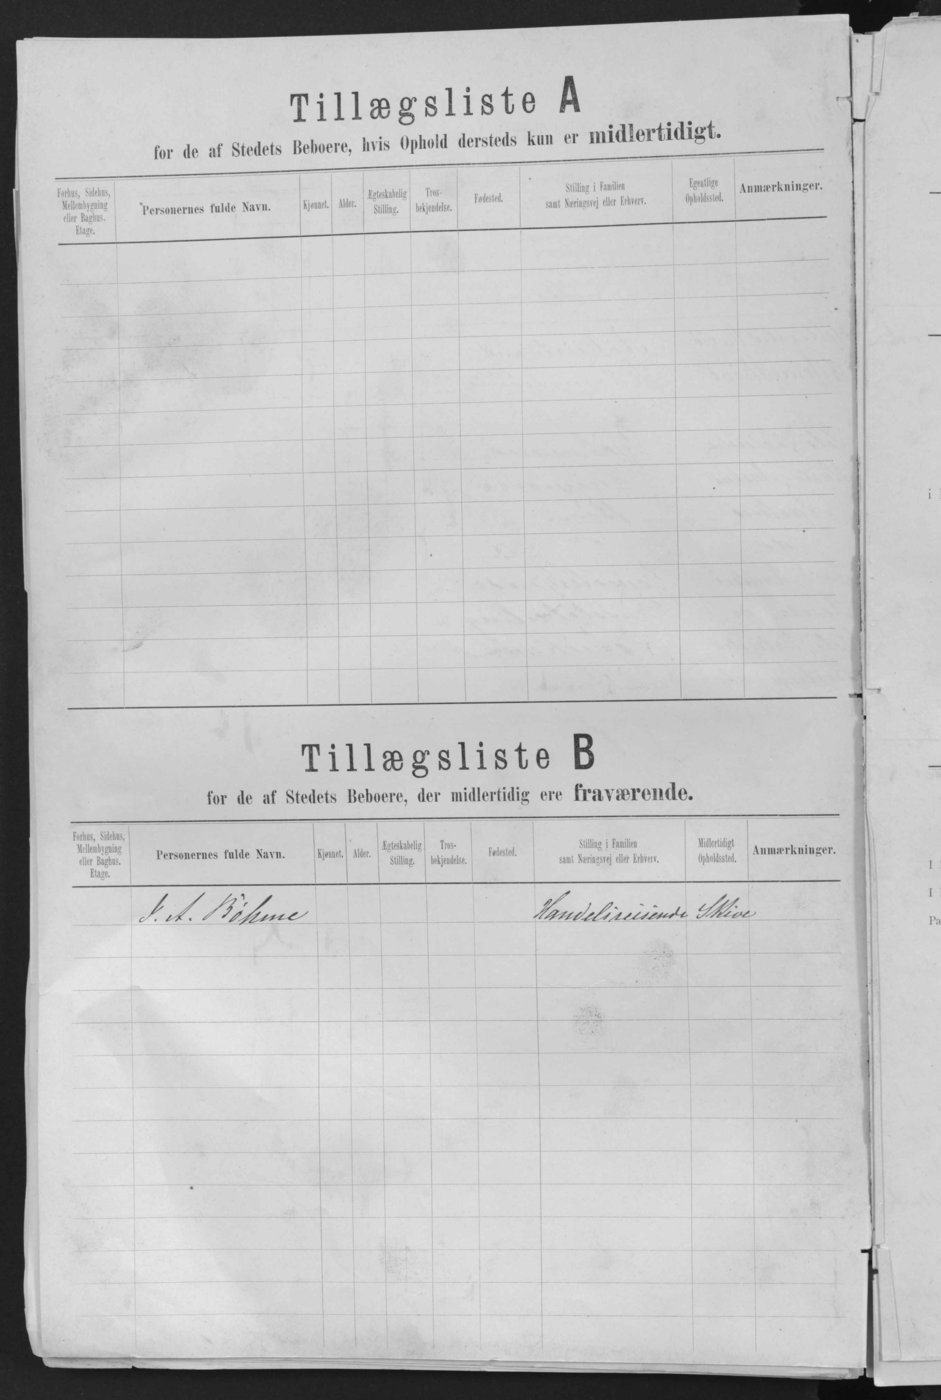 Tillægsliste A
for de af Stedets Beboere, hvis Ophold dersteds kun er midlertidigt.
Forhus, Sidehus, Mellembygning eller Baghus. Etage.
Personernes fulde Navn.
Kjønnet.
Alder.
Ægteskabelig Stilling.
Tros- bekjendelse.
Fødested.
Stilling i Familien samt Næringsvej eller Erhverv.
Egentlige Opholdssted.
Anmærkninger.
Tillægsliste B
for de af Stedets Beboere, der midlertidig ere fraværende.
Forhus, Sidehus, Mellembygning eller Baghus. Etage.
Personernes fulde Navn.
Kjønnet.
Alder.
Ægteskabelig Stilling.
Tros- bekjendelse.
Fødested.
Stilling i Familien samt Næringsvej eller Erhverv.
Midlertidigt Opholdssted.
Anmærkninger.
A. Böhme Handelsreisende Skive